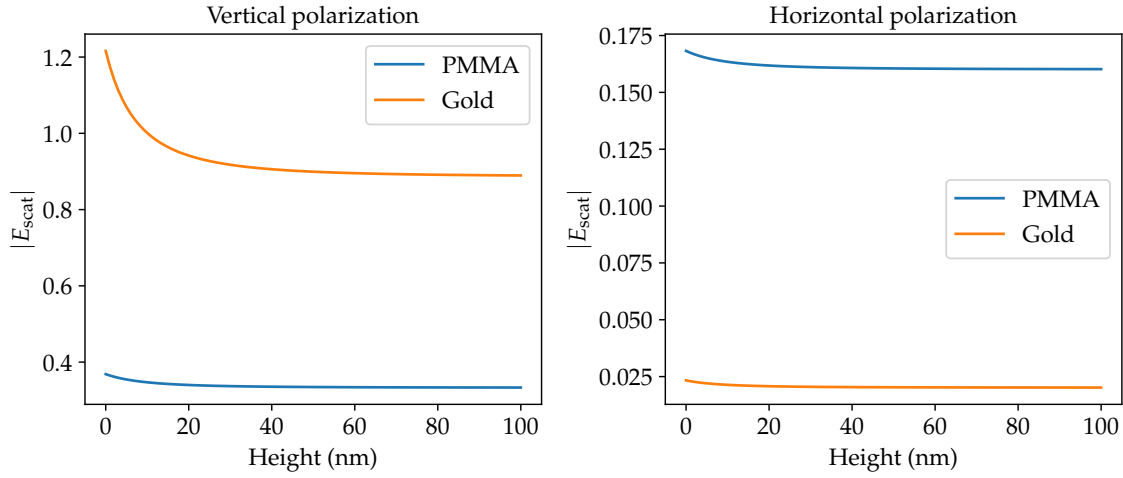 Vertical polarization
1.2
1.0
0.8
0.6
0.4
|E_scat|
PMMA
Gold
0 20 40 60 80 100
Height (nm)
Horizontal polarization
0.175
0.150
0.125
0.100
0.075
0.050
0.025
|E_scat|
PMMA
Gold
0 20 40 60 80 100
Height (nm)